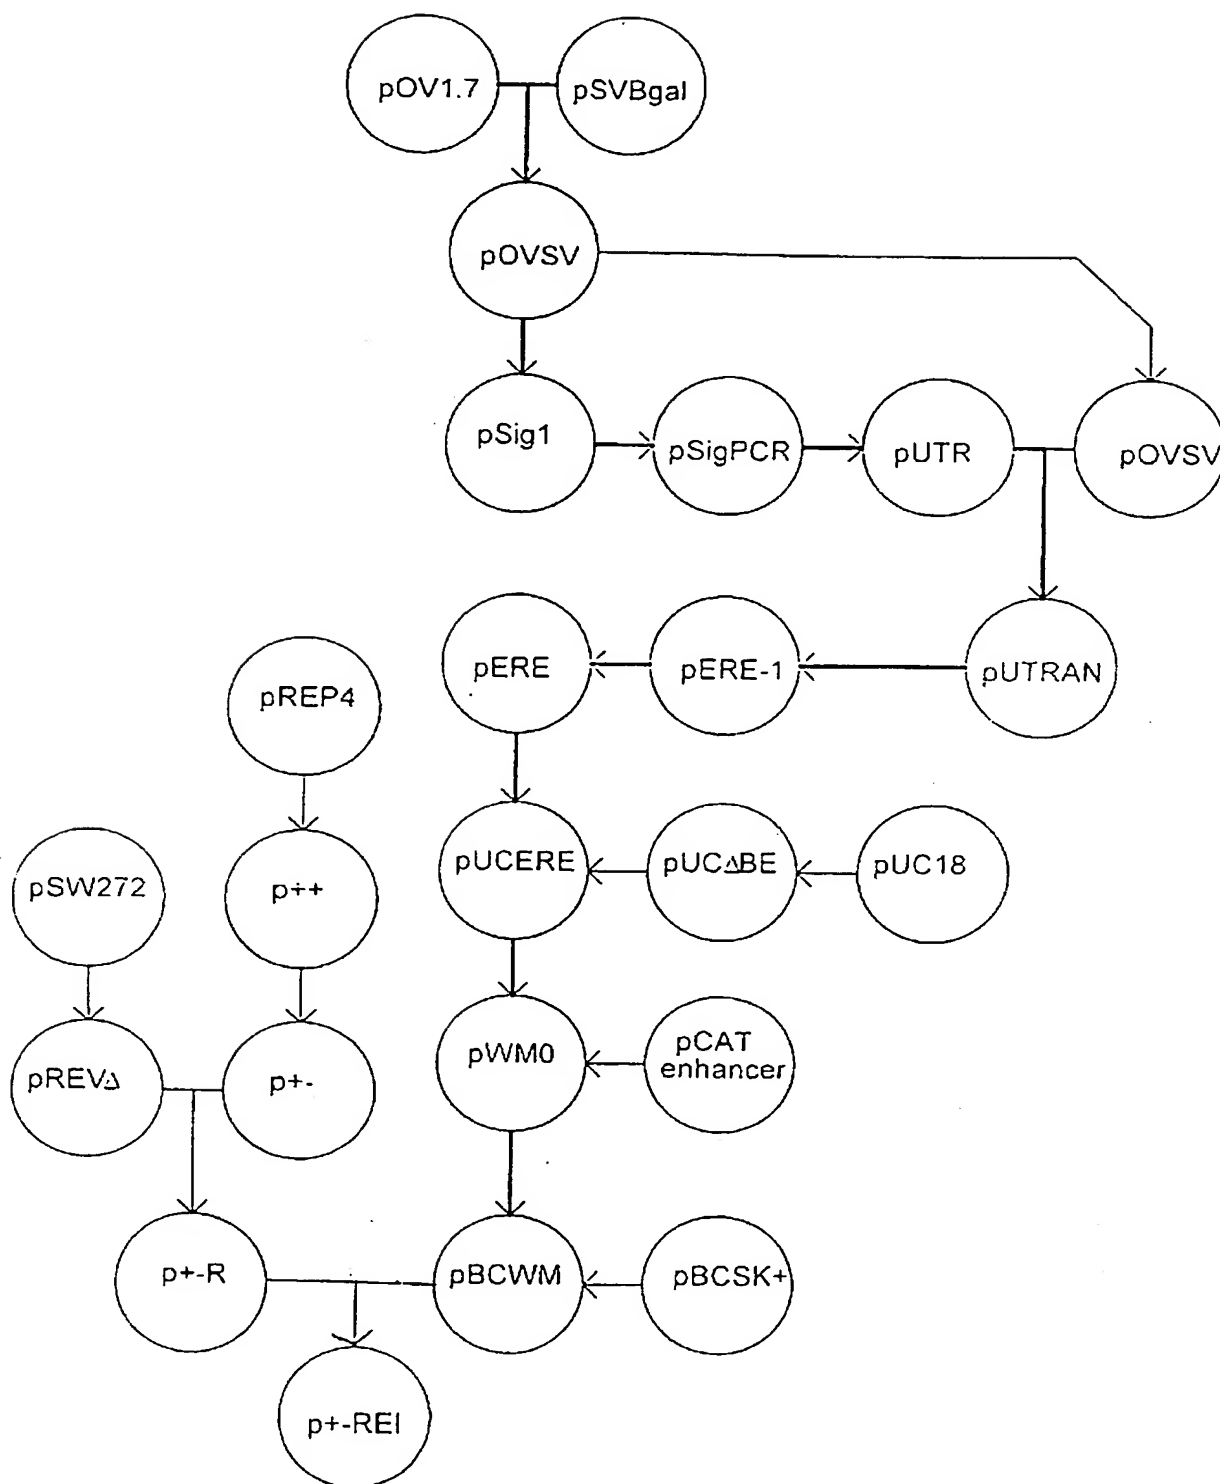 pOV1.7
pSVBgal
pOVSV
pSig1
pSigPCR
pUTR
pOVSV
pERE
pERE-1
pUTRAN
pREP4
pSW272
p++
pUCERE
pUCΔBE
pUC18
pREVΔ
p+-
pWM0
pCAT
enhancer
p+-R
pBCWM
pBCSK+
p+-REI